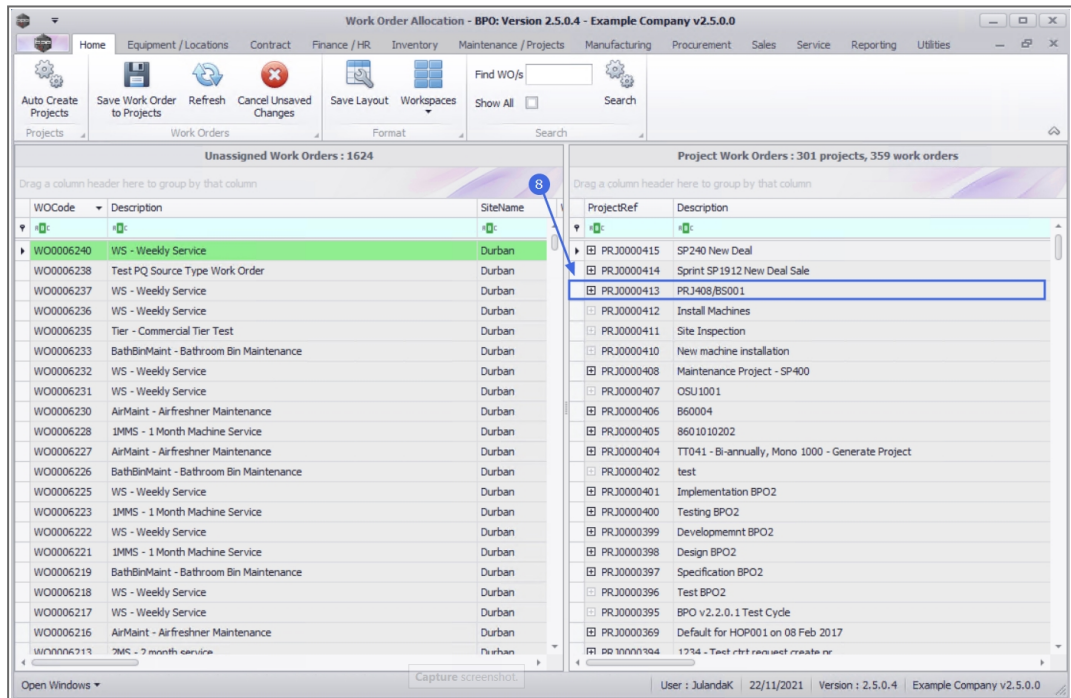 Work Order Allocation - BPO: Version 2.5.0.4 - Example Company v2.5.0.0
Home Equipment / Locations Contract Finance / HR Inventory Maintenance / Projects Manufacturing Procurement Sales Service Reporting Utilities
Auto Create Projects
Save Work Order to Projects
Refresh
Cancel Unsaved Changes
Save Layout
Workspaces
Find WO/s
Show All
Search
Projects Work Orders Format Search
Unassigned Work Orders : 1624
Drag a column header here to group by that column
WOCode Description SiteName
WO0006240 WS - Weekly Service Durban
WO0006238 Test PQ Source Type Work Order Durban
WO0006237 WS - Weekly Service Durban
WO0006236 WS - Weekly Service Durban
WO0006235 Tier - Commercial Tier Test Durban
WO0006233 BathBinMaint - Bathroom Bin Maintenance Durban
WO0006232 WS - Weekly Service Durban
WO0006231 WS - Weekly Service Durban
WO0006230 AirMaint - Airfreshner Maintenance Durban
WO0006228 1MMS - 1 Month Machine Service Durban
WO0006227 AirMaint - Airfreshner Maintenance Durban
WO0006226 BathBinMaint - Bathroom Bin Maintenance Durban
WO0006225 WS - Weekly Service Durban
WO0006223 1MMS - 1 Month Machine Service Durban
WO0006222 WS - Weekly Service Durban
WO0006221 1MMS - 1 Month Machine Service Durban
WO0006219 BathBinMaint - Bathroom Bin Maintenance Durban
WO0006218 WS - Weekly Service Durban
WO0006217 WS - Weekly Service Durban
WO0006216 AirMaint - Airfreshner Maintenance Durban
WO0006213 2MS - 2 month service Durban
8
Project Work Orders : 301 projects, 359 work orders
Drag a column header here to group by that column
ProjectRef Description
PRJ0000415 SP240 New Deal
PRJ0000414 Sprint SP1912 New Deal Sale
PRJ0000413 PRJ408/BS001
PRJ0000412 Install Machines
PRJ0000411 Site Inspection
PRJ0000410 New machine installation
PRJ0000408 Maintenance Project - SP400
PRJ0000407 OSU1001
PRJ0000406 B60004
PRJ0000405 8601010202
PRJ0000404 TT041 - Bi-annually, Mono 1000 - Generate Project
PRJ0000402 test
PRJ0000401 Implementation BPO2
PRJ0000400 Testing BPO2
PRJ0000399 Developmemnt BPO2
PRJ0000398 Design BPO2
PRJ0000397 Specification BPO2
PRJ0000396 Test BPO2
PRJ0000395 BPO v2.2.0.1 Test Cycle
PRJ0000369 Default for HOP001 on 08 Feb 2017
PRJ0000394 1234 - Test ctrt request create pr
Capture screenshot.
Open Windows User : JulandaK 22/11/2021 Version : 2.5.0.4 Example Company v2.5.0.0